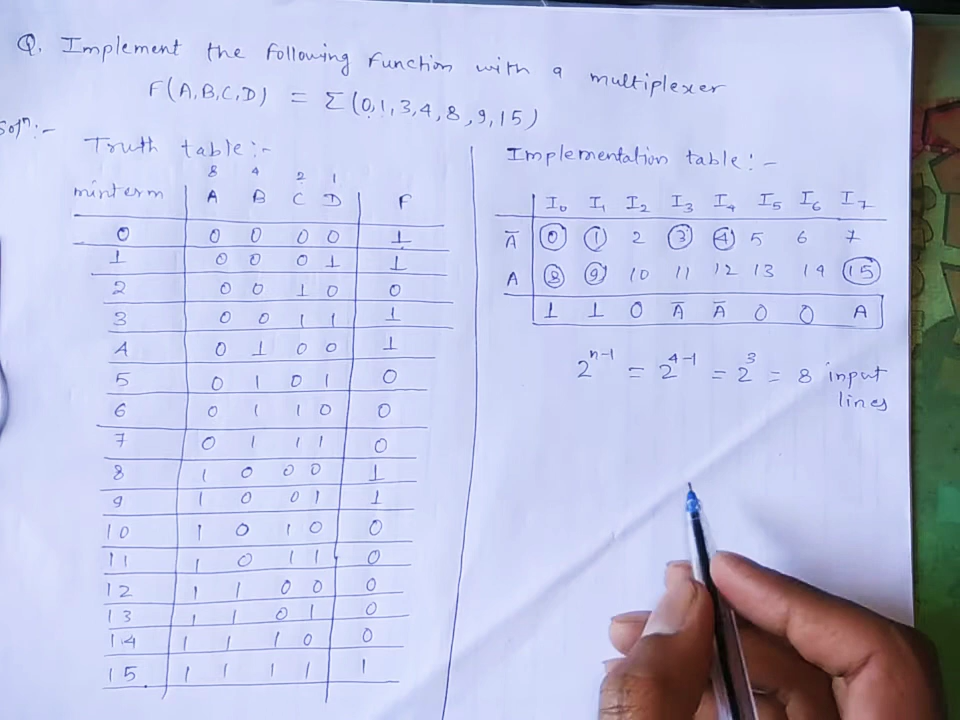 Q. Implement the following function with a multiplexer
F(A,B,C,D) = Σ(0,1,3,4,8,9,15)
Solⁿ:-
Truth table:-
8 4 2 1
minterm A B C D F
0 0 0 0 0 1
1 0 0 0 1 1
2 0 0 1 0 0
3 0 0 1 1 1
4 0 1 0 0 1
5 0 1 0 1 0
6 0 1 1 0 0
7 0 1 1 1 0
8 1 0 0 0 1
9 1 0 0 1 1
10 1 0 1 0 0
11 1 0 1 1 0
12 1 1 0 0 0
13 1 1 0 1 0
14 1 1 1 0 0
15 1 1 1 1 1
Implementation table:-
I₀ I₁ I₂ I₃ I₄ I₅ I₆ I₇
Ā 0 1 2 3 4 5 6 7
A 8 9 10 11 12 13 14 15
1 1 0 Ā Ā 0 0 A
2ⁿ⁻¹ = 2⁴⁻¹ = 2³ = 8 input
lines